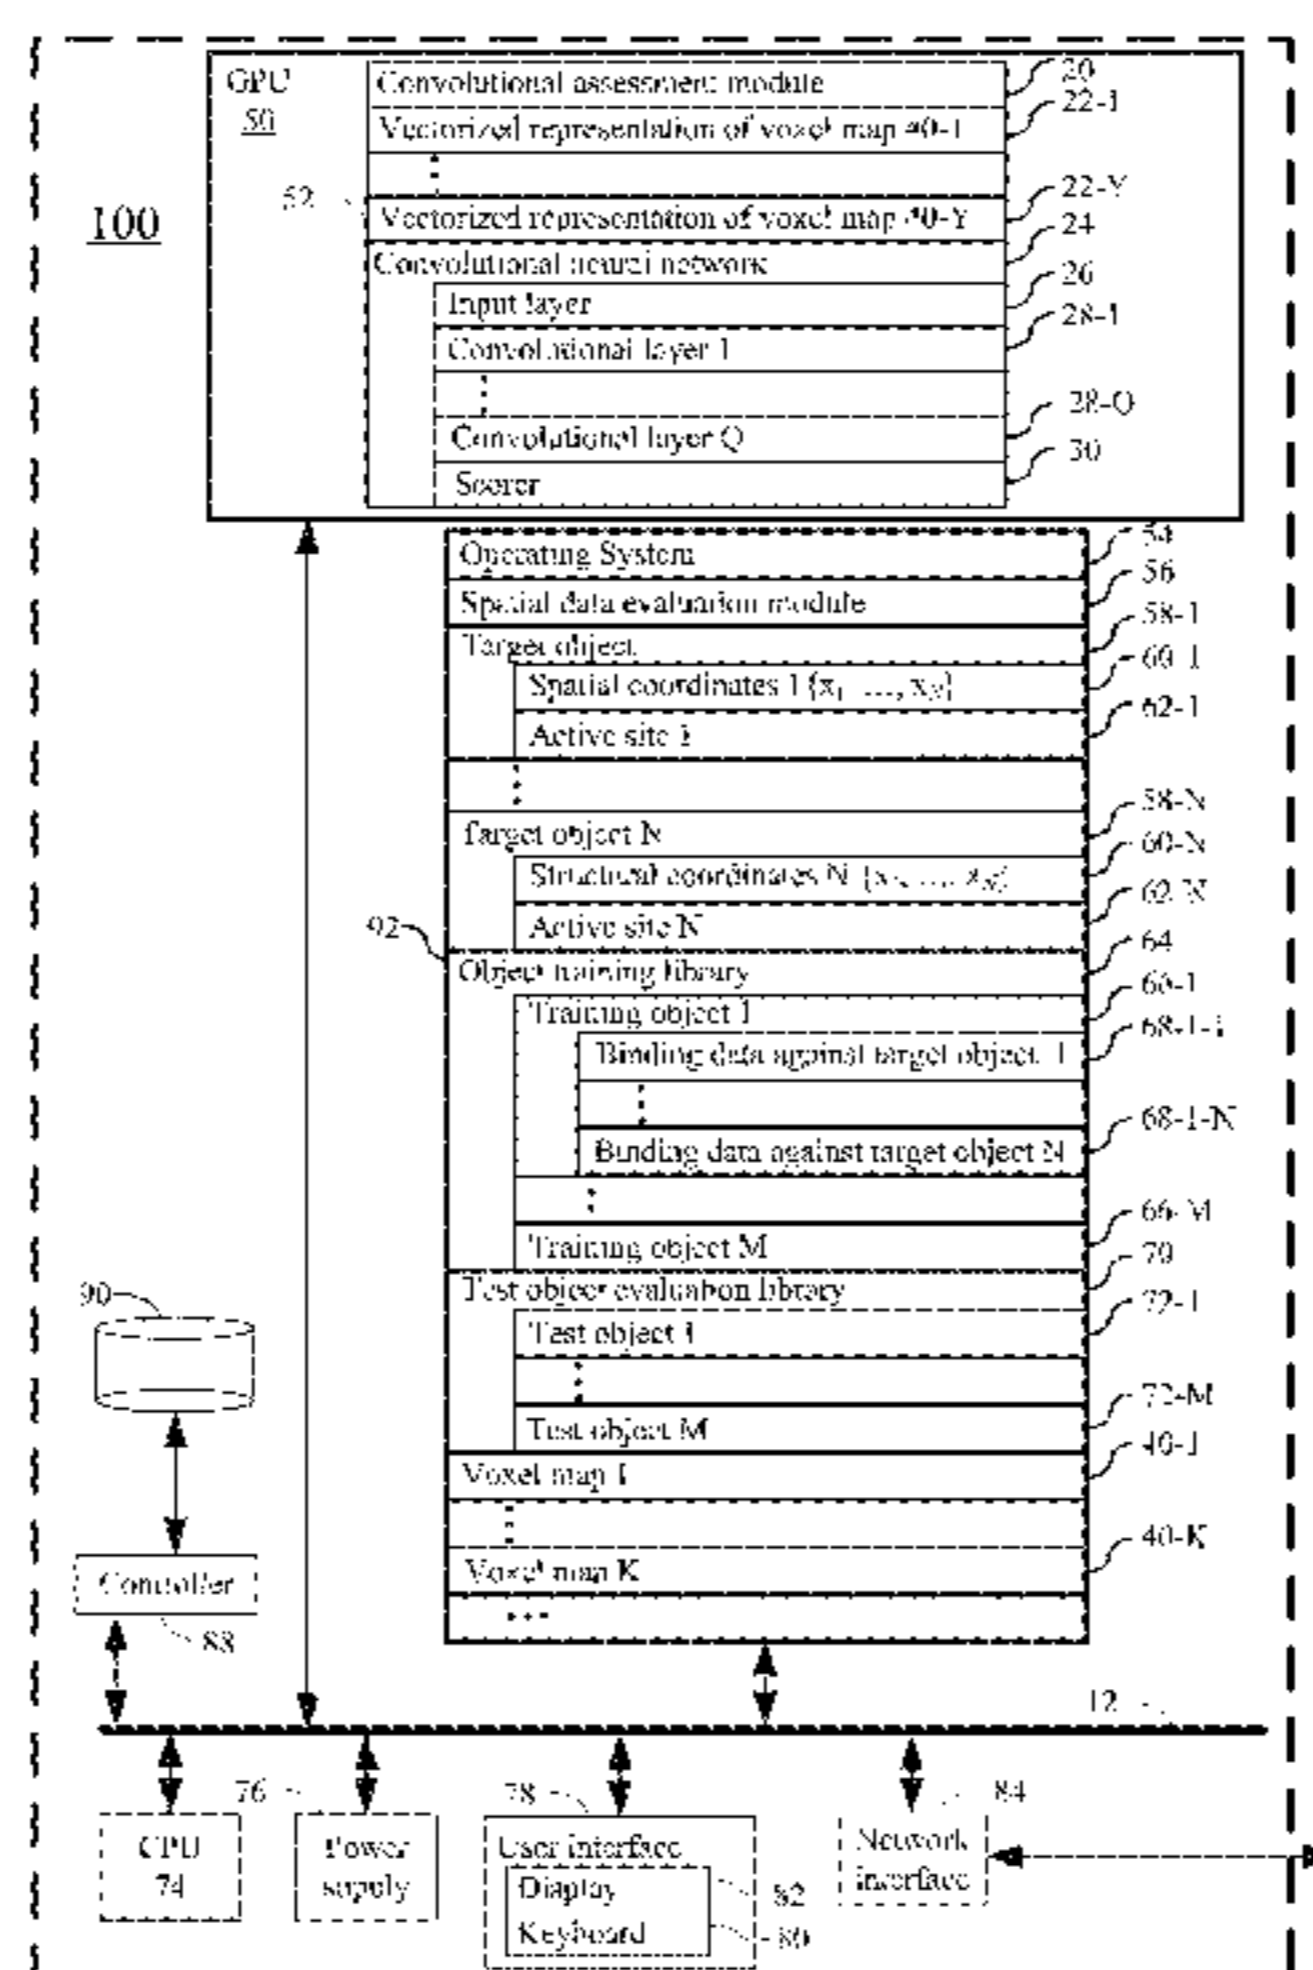 GPU
50
Convolutional assessment module
20
Vectorized representation of voxel map 40-1
22-1
100
52
Vectorized representation of voxel map 40-Y
22-Y
Convolutional neural network
24
Input layer
26
Convolutional layer 1
28-1
Convolutional layer Q
28-Q
Scorer
30
Operating System
54
Spatial data evaluation module
56
Target object
58-1
Spatial coordinates 1 {x₁ ..., x_N}
60-1
Active site 1
62-1
Target object N
58-N
Structural coordinates N
60-N
Active site N
62-N
92
Object training library
64
Training object 1
66-1
Binding data against target object 1
68-1-1
Binding data against target object N
68-1-N
Training object M
66-M
Test object evaluation library
70
Test object 1
72-1
Test object M
72-M
Voxel map 1
40-1
Voxel map K
40-K
...
90
Controller
88
12
CPU
74
76
Power
supply
78
User interface
Display
82
Keyboard
80
84
Network
interface